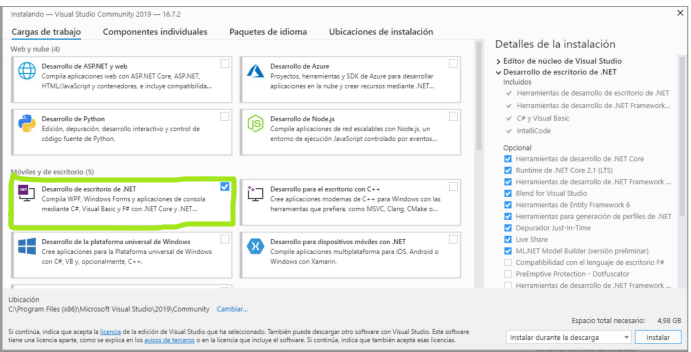 Instalando — Visual Studio Community 2019 — 16.7.2
Cargas de trabajo Componentes individuales Paquetes de idioma Ubicaciones de instalación
Web y nube (4)
Desarrollo de ASP.NET y web
Compila aplicaciones web con ASP.NET Core, ASP.NET,
HTML/JavaScript y contenedores, e incluye compatibilida...
Desarrollo de Azure
Proyectos, herramientas y SDK de Azure para desarrollar
aplicaciones en la nube y crear recursos mediante .NET...
Desarrollo de Python
Edición, depuración, desarrollo interactivo y control de
código fuente de Python.
JS
Desarrollo de Node.js
Compile aplicaciones de red escalables con Node.js, un
entorno de ejecución JavaScript controlado por eventos...
Móviles y de escritorio (5)
.NET
Desarrollo de escritorio de .NET
Compila WPF, Windows Forms y aplicaciones de consola
mediante C#, Visual Basic y F# con .NET Core y .NET...
Desarrollo para el escritorio con C++
Cree aplicaciones modernas de C++ para Windows con las
herramientas que prefiera, como MSVC, Clang, CMake o...
Desarrollo de la plataforma universal de Windows
Cree aplicaciones para la Plataforma universal de Windows
con C#, VB y, opcionalmente, C++.
Desarrollo para dispositivos móviles con .NET
Compile aplicaciones multiplataforma para iOS, Android o
Windows con Xamarin.
Detalles de la instalación
Editor de núcleo de Visual Studio
Desarrollo de escritorio de .NET
Incluidos
Herramientas de desarrollo de escritorio de .NET
Herramientas de desarrollo de .NET Framework...
C# y Visual Basic
IntelliCode
Opcional
Herramientas de desarrollo de .NET Core
Runtime de .NET Core 2.1 (LTS)
Herramientas de desarrollo de .NET Framework ...
Blend for Visual Studio
Herramientas de Entity Framework 6
Herramientas para generación de perfiles de .NET
Depurador Just-In-Time
Live Share
ML.NET Model Builder (versión preliminar)
Compatibilidad con el lenguaje de escritorio F#
PreEmptive Protection - Dotfuscator
Herramientas de desarrollo de .NET Framework ...
Ubicación
C:\Program Files (x86)\Microsoft Visual Studio\2019\Community Cambiar...
Espacio total necesario: 4,98 GB
Si continúa, indica que acepta la licencia de la edición de Visual Studio que ha seleccionado. También puede descargar otro software con Visual Studio. Este software
tiene una licencia aparte, como se explica en los avisos de terceros o en la licencia que incluye el software. Si continúa, indica que también acepta esas licencias.
Instalar durante la descarga Instalar